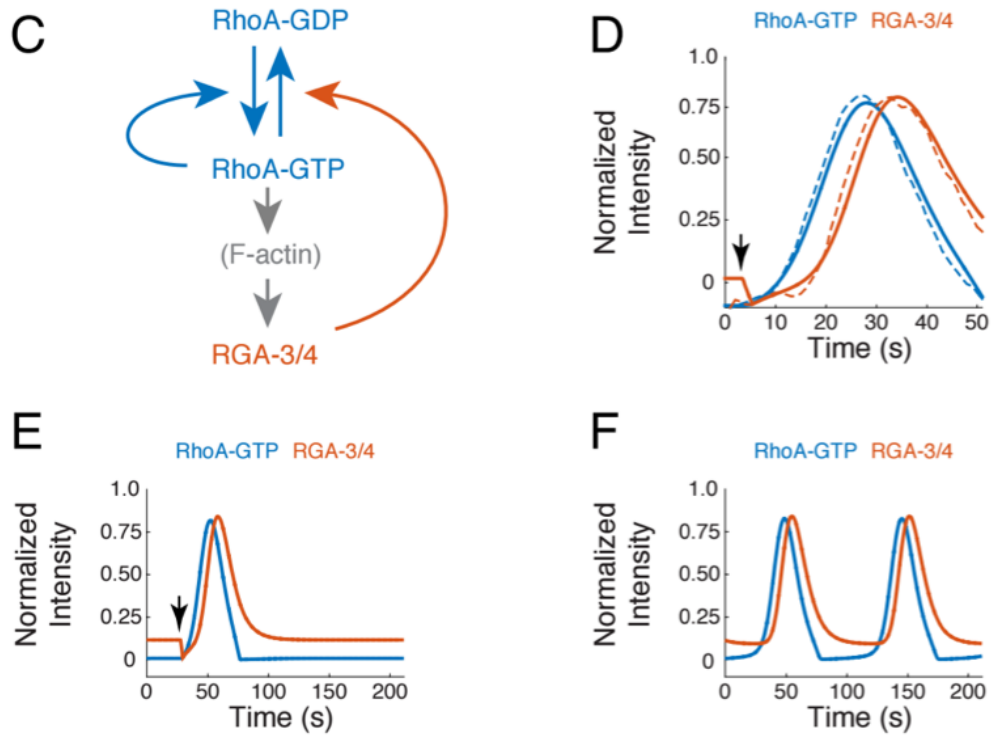 C
RhoA-GDP
RhoA-GTP
(F-actin)
RGA-3/4
D
RhoA-GTP RGA-3/4
Normalized
Intensity
1.0
0.75
0.50
0.25
0
0 10 20 30 40 50
Time (s)
E
RhoA-GTP RGA-3/4
Normalized
Intensity
1.0
0.75
0.50
0.25
0
0 50 100 150 200
Time (s)
F
RhoA-GTP RGA-3/4
Normalized
Intensity
1.0
0.75
0.50
0.25
0
0 50 100 150 200
Time (s)